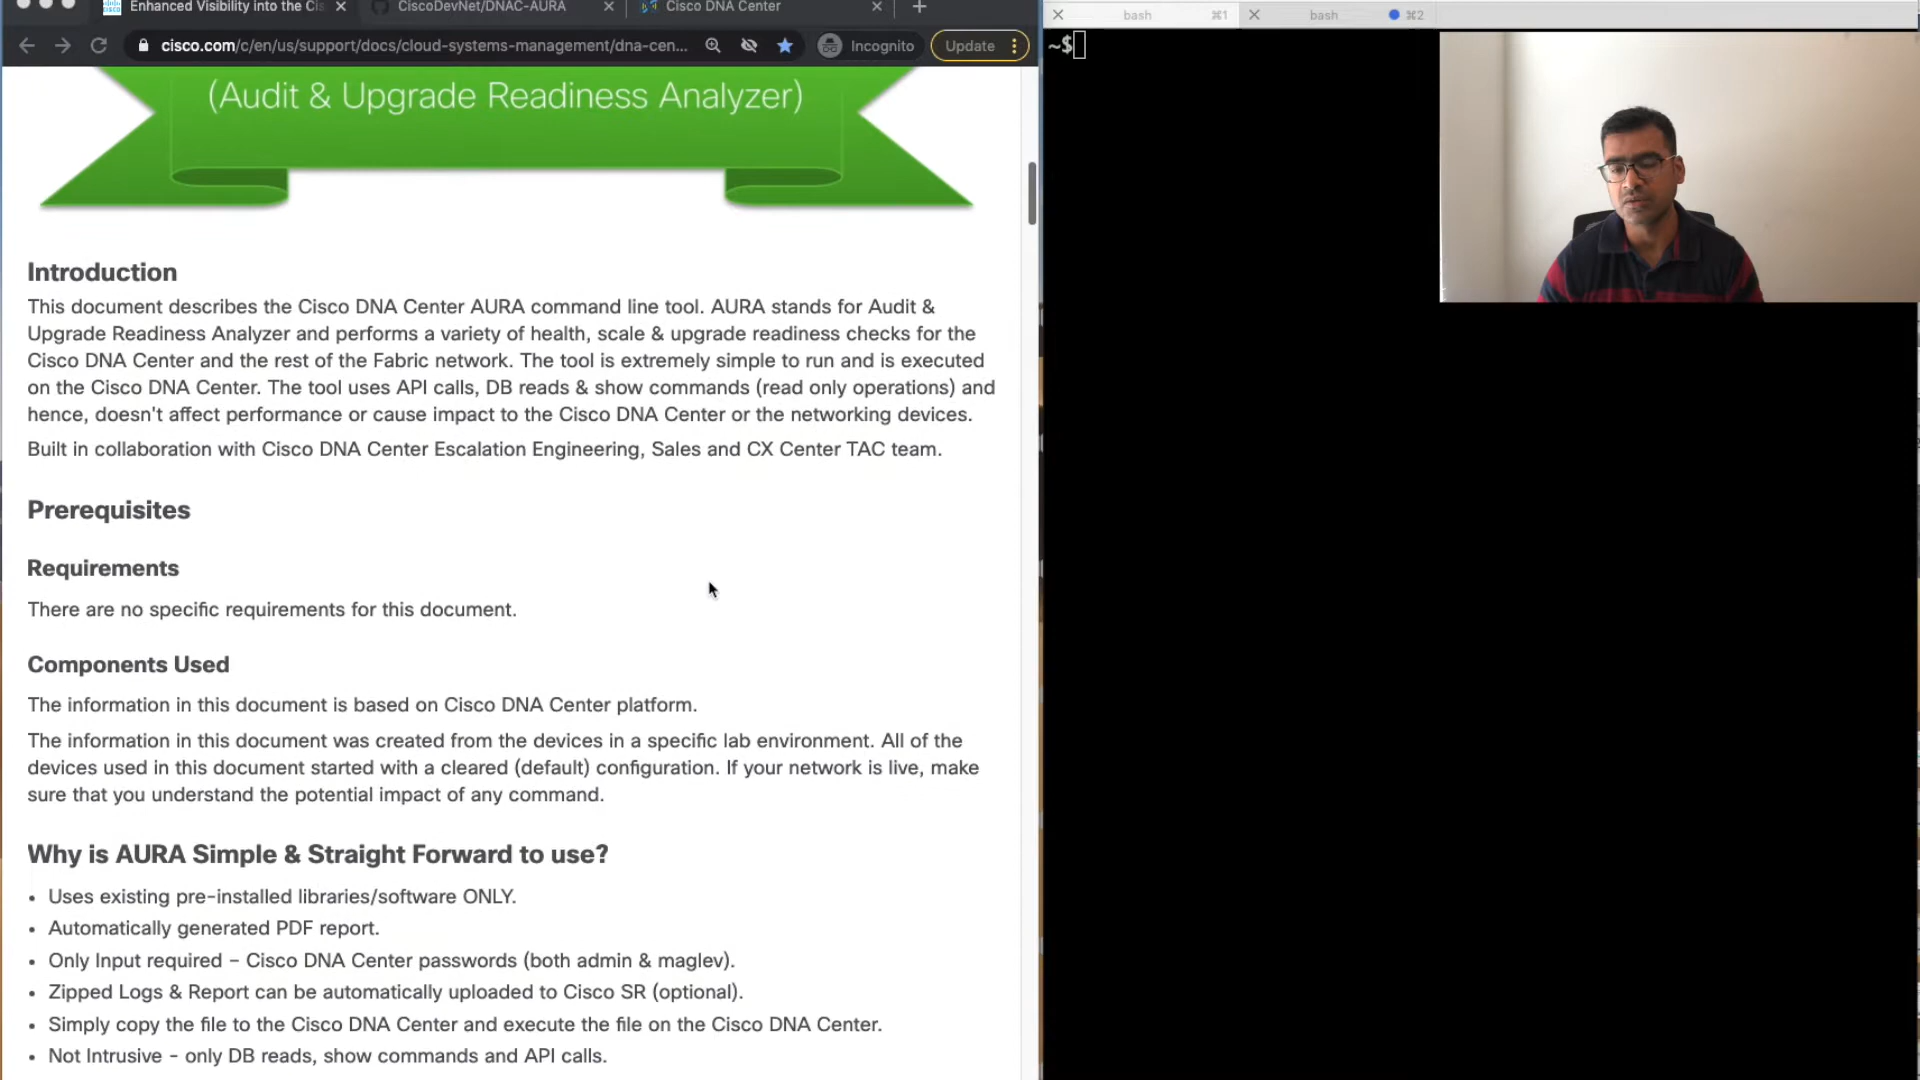 Enhanced Visibility into the Cis
CiscoDevNet/DNAC-AURA
Cisco DNA Center
cisco.com/c/en/us/support/docs/cloud-systems-management/dna-cen...
Incognito
Update
(Audit & Upgrade Readiness Analyzer)
Introduction
This document describes the Cisco DNA Center AURA command line tool. AURA stands for Audit &
Upgrade Readiness Analyzer and performs a variety of health, scale & upgrade readiness checks for the
Cisco DNA Center and the rest of the Fabric network. The tool is extremely simple to run and is executed
on the Cisco DNA Center. The tool uses API calls, DB reads & show commands (read only operations) and
hence, doesn't affect performance or cause impact to the Cisco DNA Center or the networking devices.
Built in collaboration with Cisco DNA Center Escalation Engineering, Sales and CX Center TAC team.
Prerequisites
Requirements
There are no specific requirements for this document.
Components Used
The information in this document is based on Cisco DNA Center platform.
The information in this document was created from the devices in a specific lab environment. All of the
devices used in this document started with a cleared (default) configuration. If your network is live, make
sure that you understand the potential impact of any command.
Why is AURA Simple & Straight Forward to use?
• Uses existing pre-installed libraries/software ONLY.
• Automatically generated PDF report.
• Only Input required – Cisco DNA Center passwords (both admin & maglev).
• Zipped Logs & Report can be automatically uploaded to Cisco SR (optional).
• Simply copy the file to the Cisco DNA Center and execute the file on the Cisco DNA Center.
• Not Intrusive - only DB reads, show commands and API calls.
bash ⌘1
bash ⌘2
~$